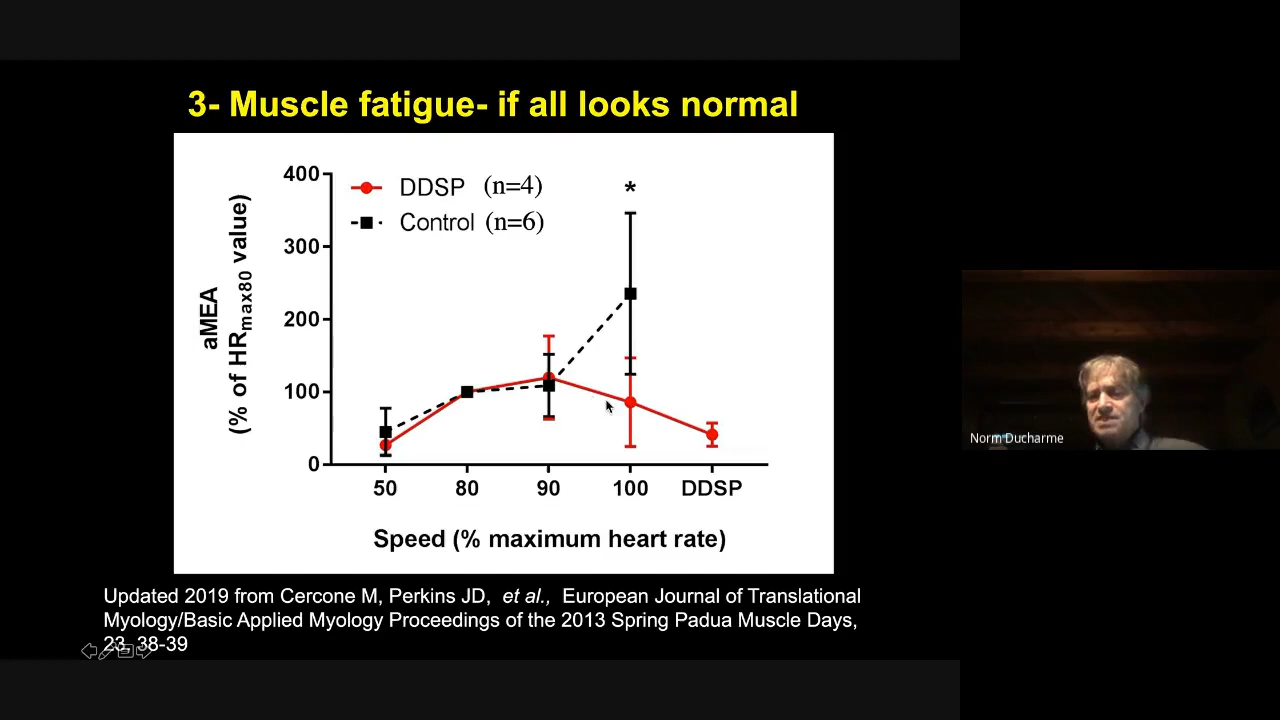 3- Muscle fatigue- if all looks normal
400
300
200
100
0
aMEA
(% of HRmax80 value)
DDSP (n=4)
Control (n=6)
*
50 80 90 100 DDSP
Speed (% maximum heart rate)
Updated 2019 from Cercone M, Perkins JD, et al., European Journal of Translational
Myology/Basic Applied Myology Proceedings of the 2013 Spring Padua Muscle Days,
23, 38-39
Norm Ducharme